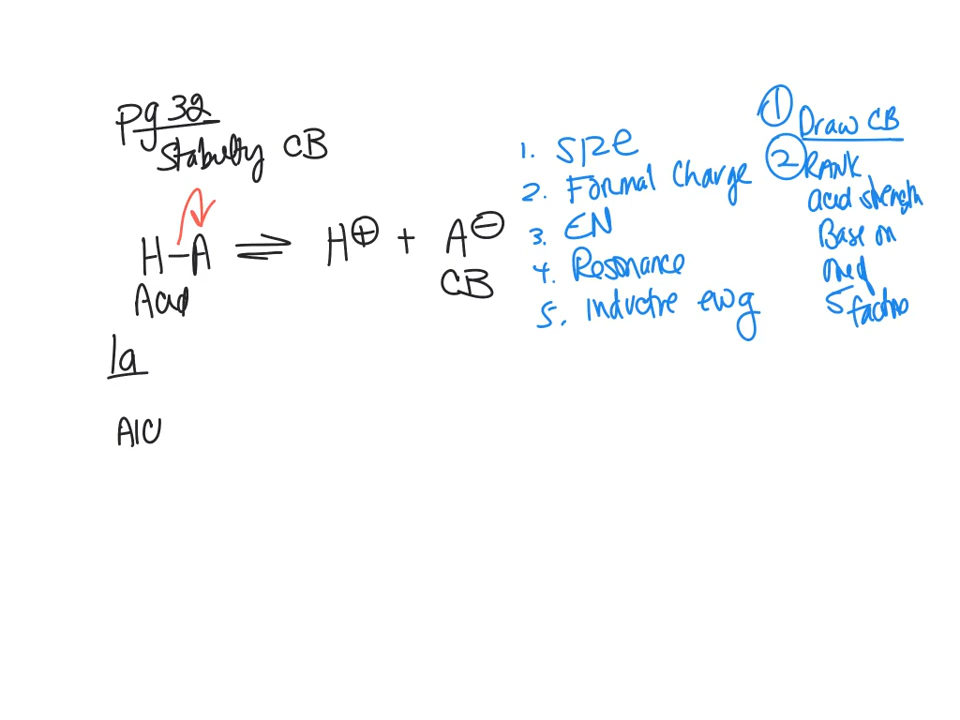 Pg 32
Stability CB
H-A ⇌ H⊕ + A⊖
Acid
CB
1. Size
2. Formal Charge
3. EN
4. Resonance
5. Inductive ewg
① Draw CB
② RANK
acid strength
Base on
5 factors
1a